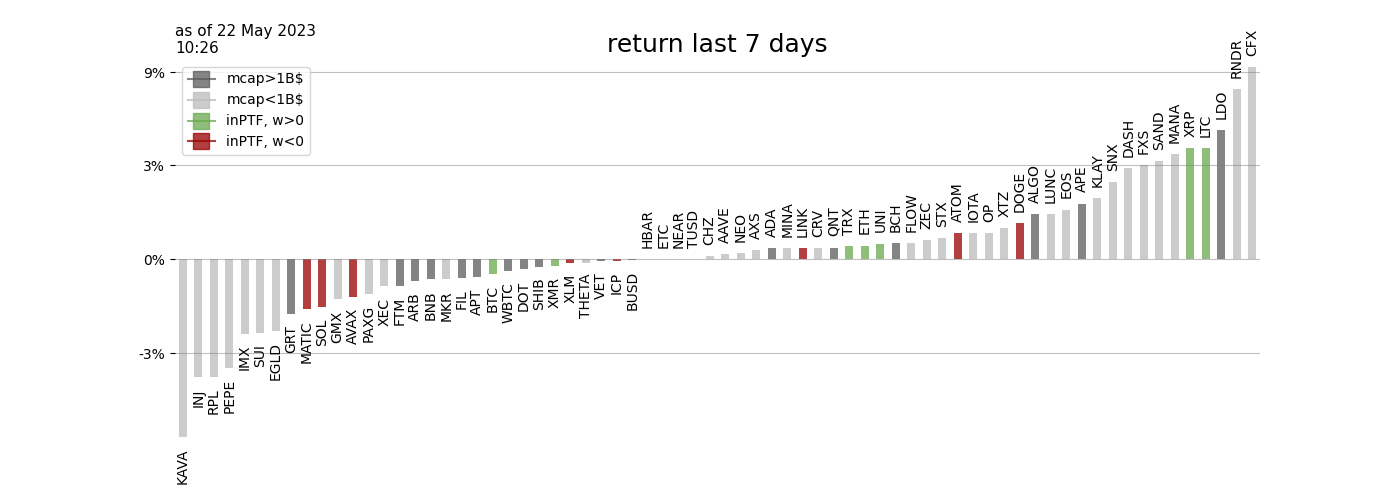 as of 22 May 2023
10:26
return last 7 days
mcap>1B$
mcap<1B$
inPTF, w>0
inPTF, w<0
9%
3%
0%
-3%
KAVA
INJ
RPL
PEPE
IMX
SUI
EGLD
GRT
MATIC
SOL
GMX
AVAX
PAXG
XEC
FTM
ARB
BNB
MKR
FIL
APT
BTC
WBTC
DOT
SHIB
XMR
XLM
THETA
VET
ICP
BUSD
HBAR
ETC
NEAR
TUSD
CHZ
AAVE
NEO
AXS
ADA
MINA
LINK
CRV
QNT
TRX
ETH
UNI
BCH
FLOW
ZEC
STX
ATOM
IOTA
OP
XTZ
DOGE
ALGO
LUNC
EOS
APE
KLAY
SNX
DASH
FXS
SAND
MANA
XRP
LTC
LDO
RNDR
CFX